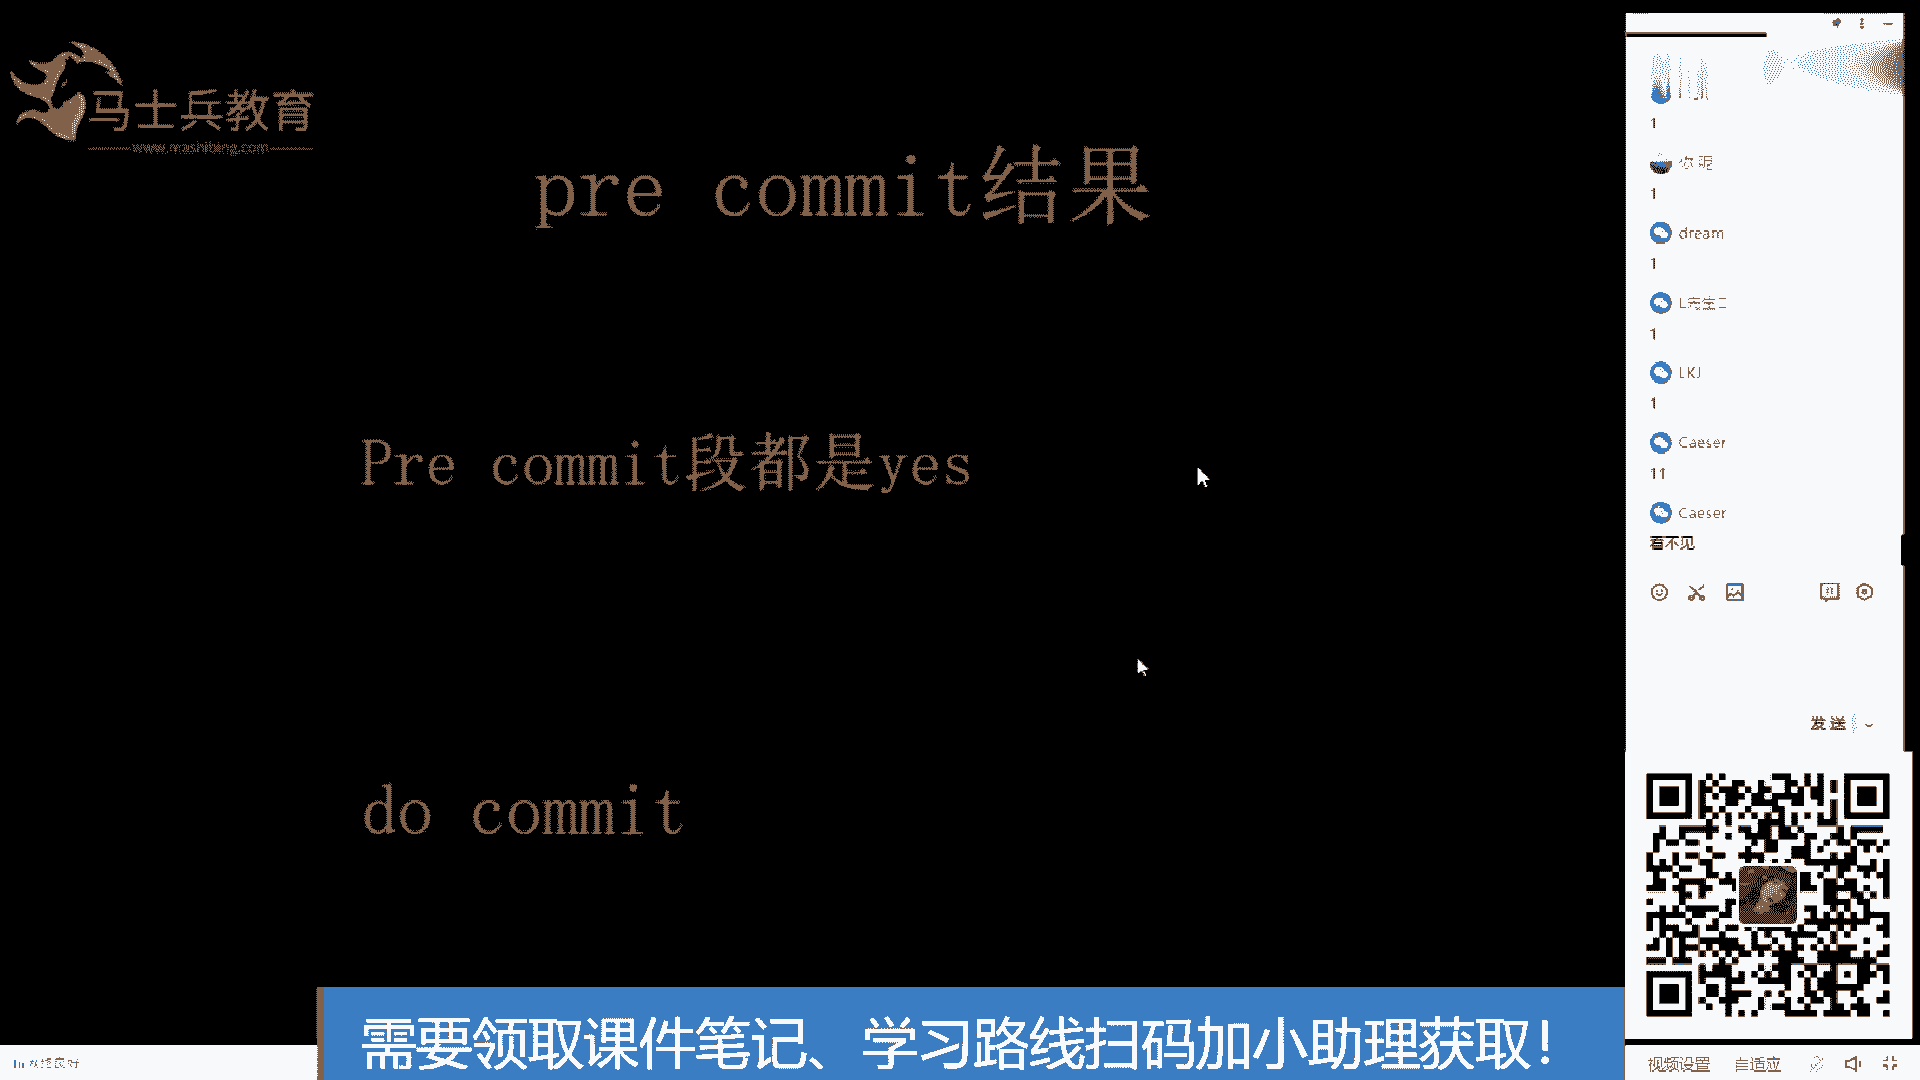 马士兵教育
www.mashibing.com
pre commit结果
Pre commit段都是yes
do commit
需要领取课件笔记、学习路线扫码加小助理获取!
1
1
dream
1
1
LKJ
1
Caeser
11
Caeser
看不见
发送
视频设置
自适应